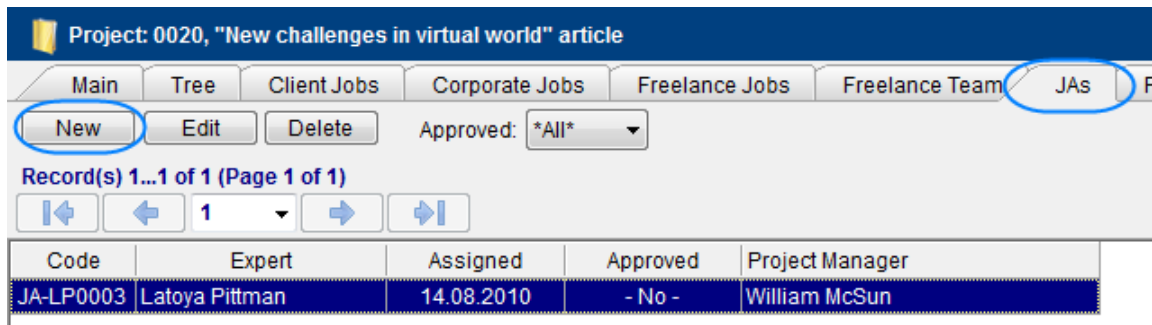 Project: 0020, "New challenges in virtual world" article
Main Tree Client Jobs Corporate Jobs Freelance Jobs Freelance Team JAs
New Edit Delete Approved: *All*
Record(s) 1...1 of 1 (Page 1 of 1)
1
Code Expert Assigned Approved Project Manager
JA-LP0003 Latoya Pittman 14.08.2010 - No - William McSun